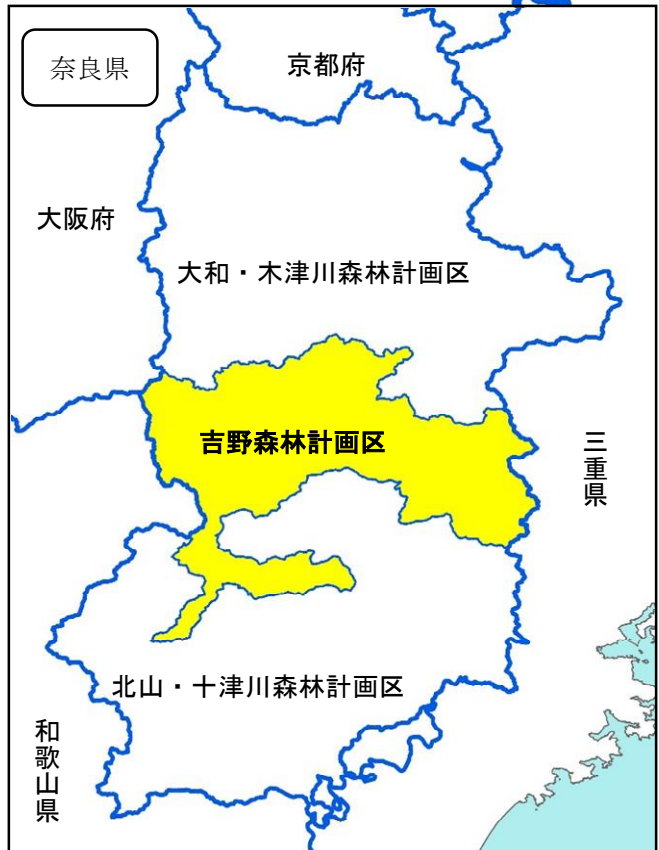 奈良県
京都府
大阪府
大和・木津川森林計画区
吉野森林計画区
三重県
北山・十津川森林計画区
和歌山県